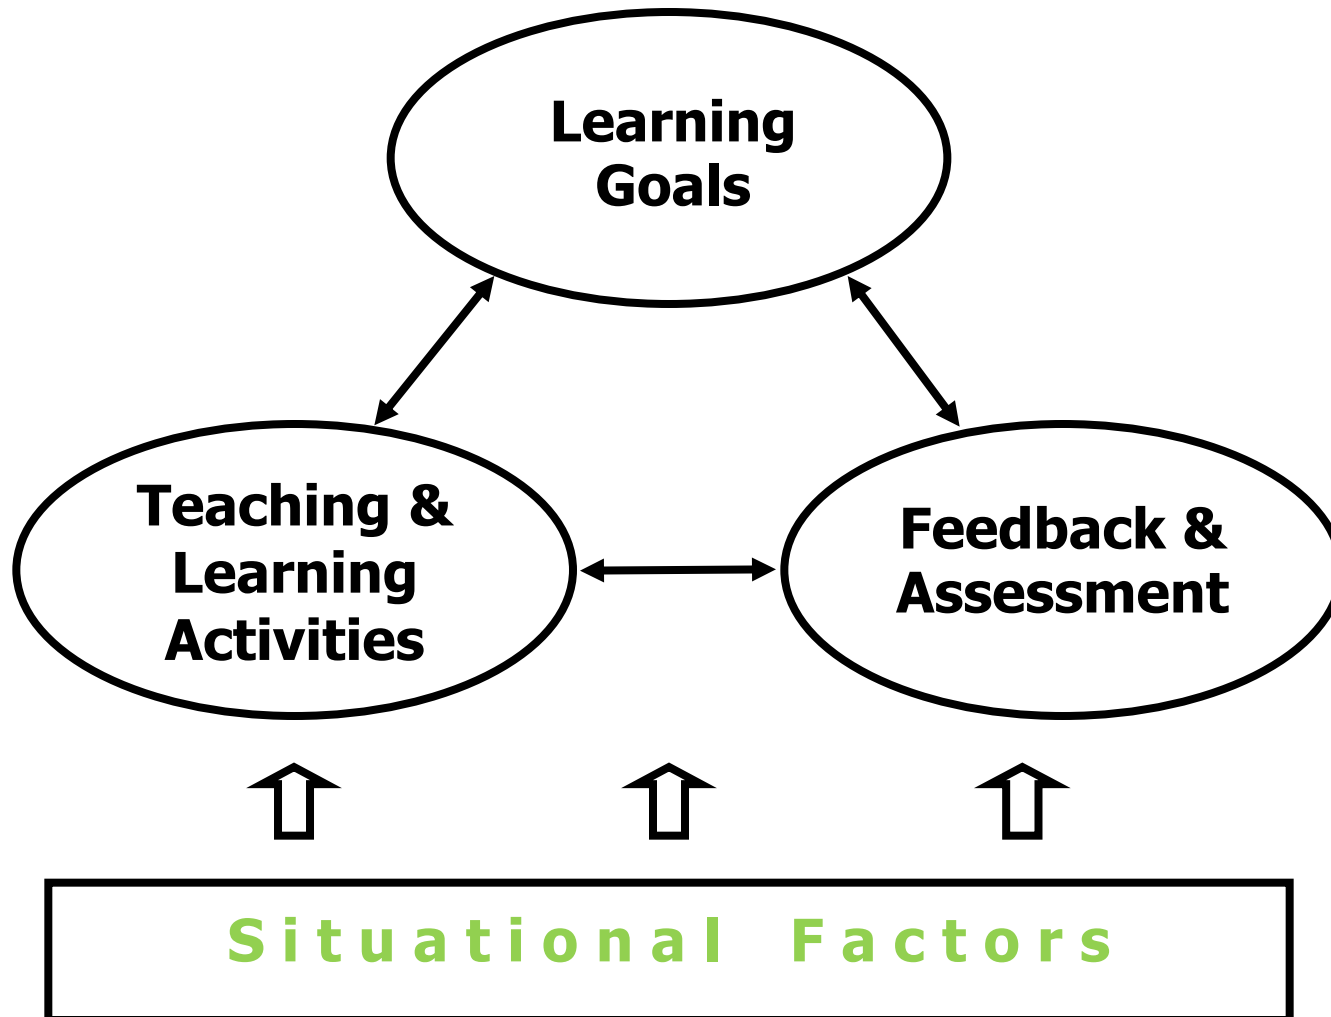 Learning
Goals
Teaching &
Learning
Activities
Feedback &
Assessment
Situational Factors